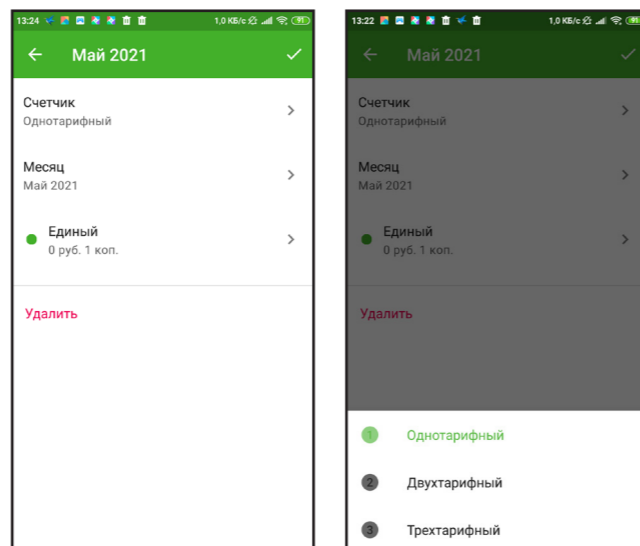 13:24
1,0 КБ/с
91
Май 2021
Счетчик
Однотарифный
Месяц
Май 2021
Единый
0 руб. 1 коп.
Удалить
13:22
1,0 КБ/с
Май 2021
Счетчик
Однотарифный
Месяц
Май 2021
Единый
0 руб. 1 коп.
Удалить
1 Однотарифный
2 Двухтарифный
3 Трехтарифный